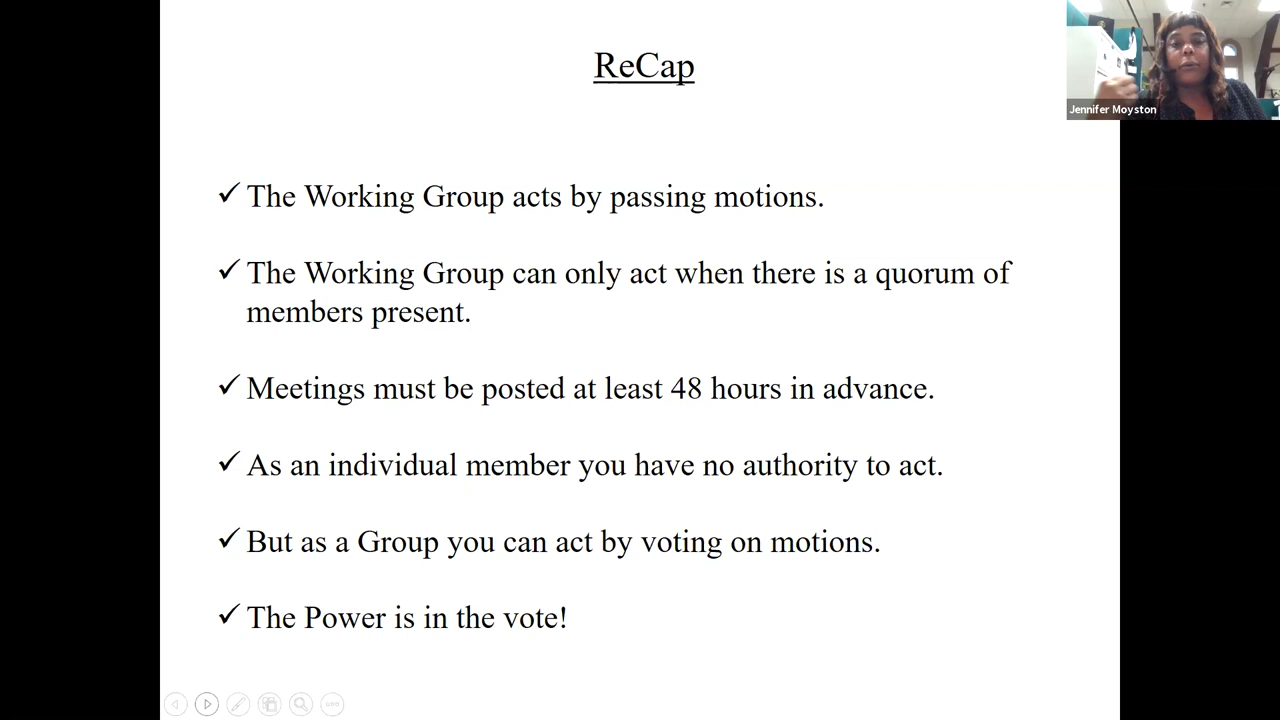 ReCap
Jennifer Moyston
✓ The Working Group acts by passing motions.
✓ The Working Group can only act when there is a quorum of
members present.
✓ Meetings must be posted at least 48 hours in advance.
✓ As an individual member you have no authority to act.
✓ But as a Group you can act by voting on motions.
✓ The Power is in the vote!